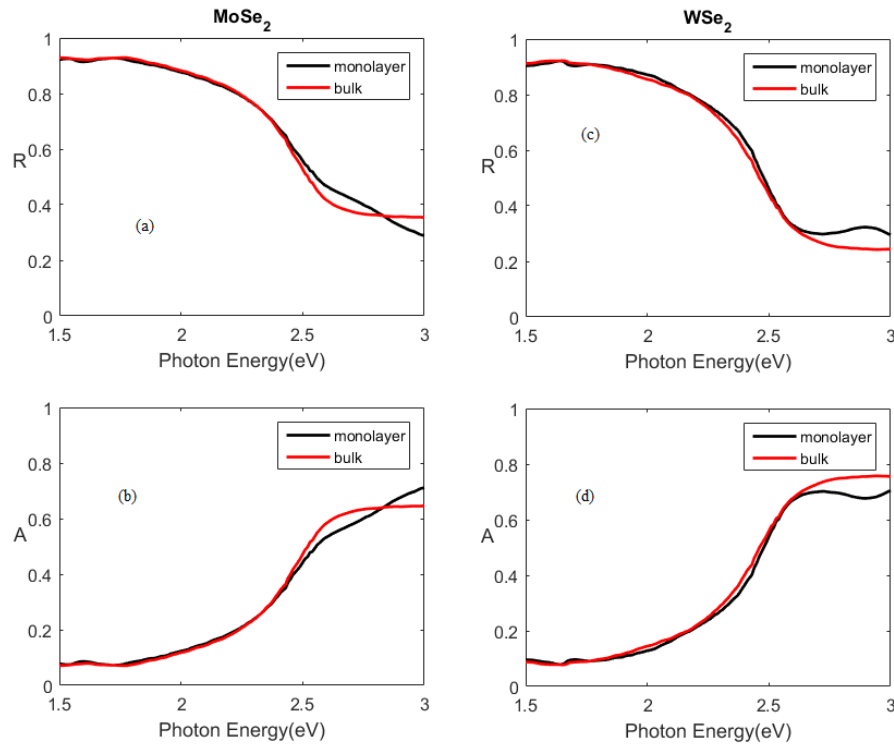 MoSe2
1
0.8
0.6
0.4
0.2
0
R
monolayer
bulk
(a)
1.5 2 2.5 3
Photon Energy(eV)
WSe2
1
0.8
0.6
0.4
0.2
0
R
monolayer
bulk
(c)
1.5 2 2.5 3
Photon Energy(eV)
1
0.8
0.6
0.4
0.2
0
A
monolayer
bulk
(b)
1.5 2 2.5 3
Photon Energy(eV)
1
0.8
0.6
0.4
0.2
0
A
monolayer
bulk
(d)
1.5 2 2.5 3
Photon Energy(eV)